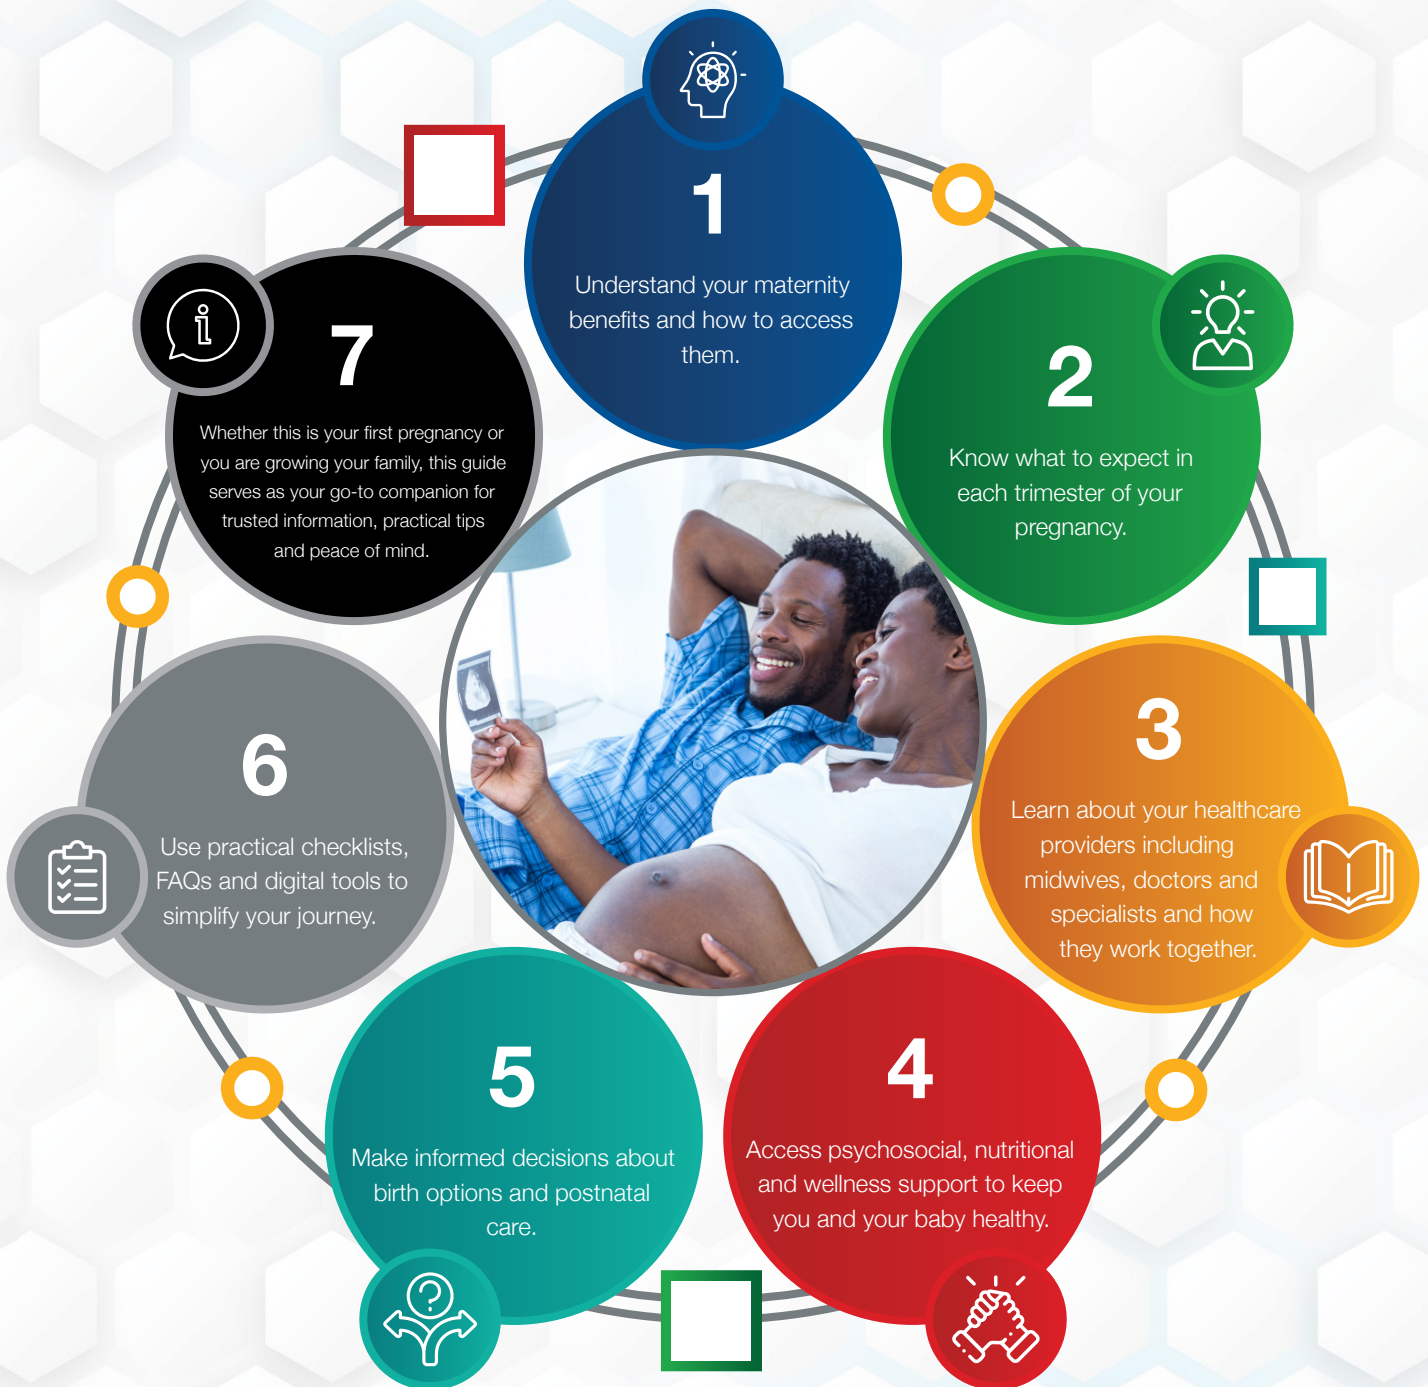 1
Understand your maternity
benefits and how to access
them.
2
Know what to expect in
each trimester of your
pregnancy.
3
Learn about your healthcare
providers including
midwives, doctors and
specialists and how
they work together.
4
Access psychosocial, nutritional
and wellness support to keep
you and your baby healthy.
5
Make informed decisions about
birth options and postnatal
care.
6
Use practical checklists,
FAQs and digital tools to
simplify your journey.
7
Whether this is your first pregnancy or
you are growing your family, this guide
serves as your go-to companion for
trusted information, practical tips
and peace of mind.